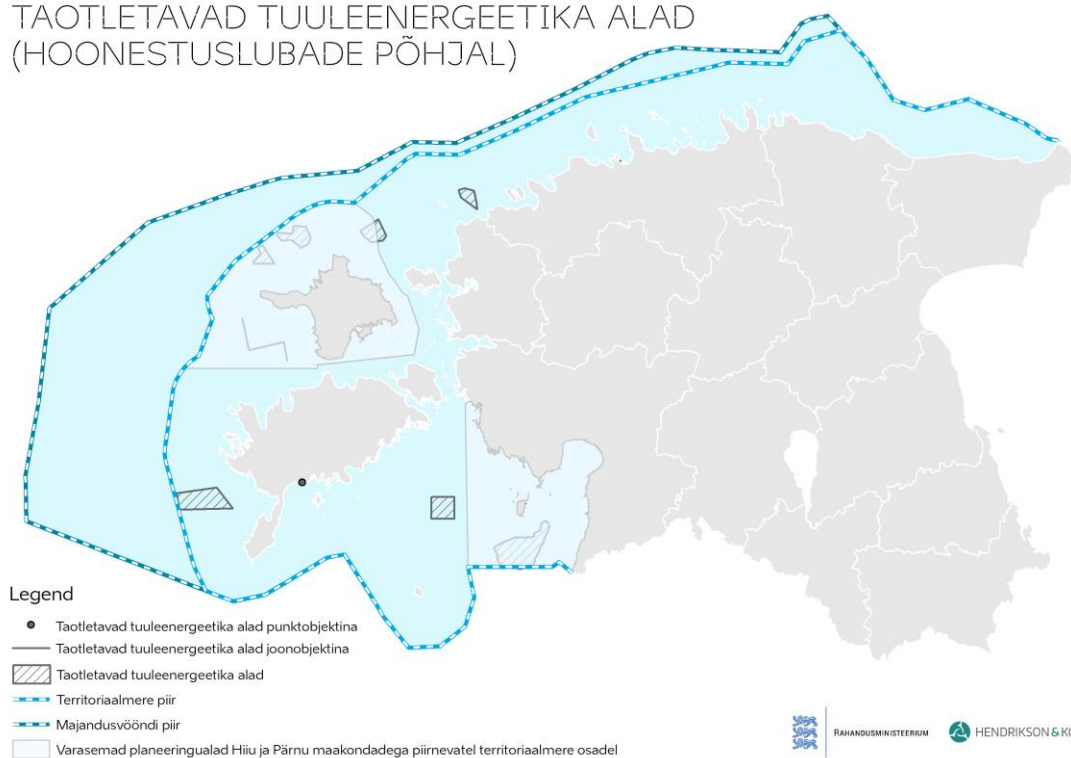 TAOTLETAVAD TUULEENERGEETIKA ALAD
(HOONESTUSLUBADE PÕHJAL)
Legend
Taotletavad tuuleenergeetika alad punktobjektina
Taotletavad tuuleenergeetika alad joonobjektina
Taotletavad tuuleenergeetika alad
Territoriaalmere piir
Majandusvööndi piir
Varasemad planeeringualad Hiiu ja Pärnu maakondadega piirnevatel territoriaalmere osadel
RAHANDUSMINISTEERIUM
HENDRIKSON & KO